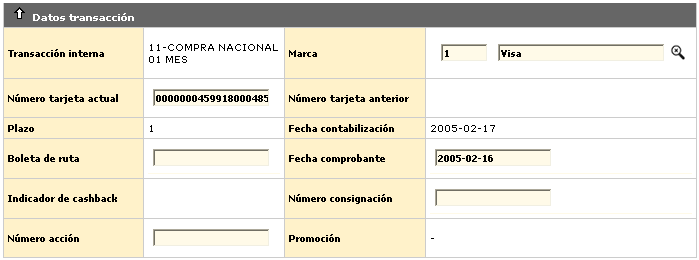 Datos transacción
Transacción interna
11-COMPRA NACIONAL
01 MES
Marca
1
Visa
Número tarjeta actual
0000000459918000485
Número tarjeta anterior
Plazo
1
Fecha contabilización
2005-02-17
Boleta de ruta
Fecha comprobante
2005-02-16
Indicador de cashback
Número consignación
Número acción
Promoción
-